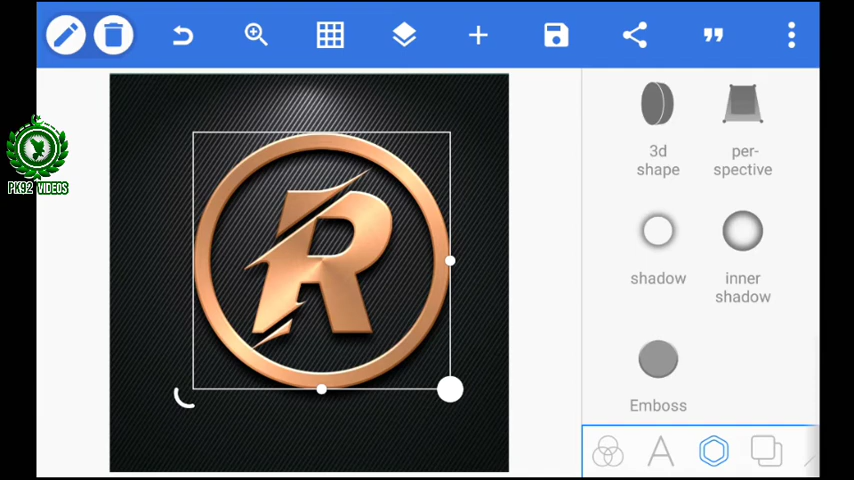 3d
shape
per-
spective
PK92 VIDEOS
R
shadow
inner
shadow
Emboss
A